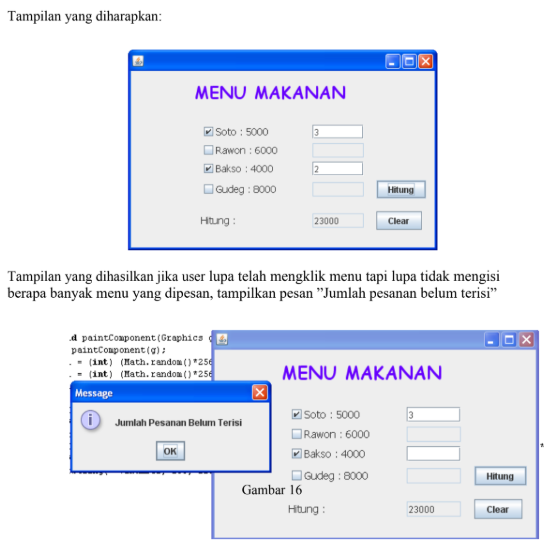 Tampilan yang diharapkan:
MENU MAKANAN
Soto : 5000 3
Rawon : 6000
Bakso : 4000 2
Gudeg : 8000 Hitung
Hitung : 23000 Clear
Tampilan yang dihasilkan jika user lupa telah mengklik menu tapi lupa tidak mengisi
berapa banyak menu yang dipesan, tampilkan pesan ”Jumlah pesanan belum terisi”
d paintComponent(Graphics
paintComponent(g);
. = (int) (Math.random()*256
. = (int) (Math.random()*256
Message
Jumlah Pesanan Belum Terisi
OK
MENU MAKANAN
Soto : 5000 3
Rawon : 6000
Bakso : 4000
*
Gudeg : 8000 Hitung
Gambar 16
Hitung : 23000 Clear